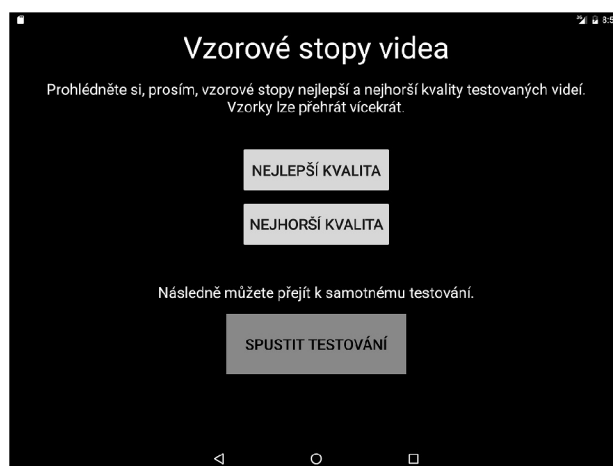 Vzorové stopy videa
Prohlédněte si, prosím, vzorové stopy nejlepší a nejhorší kvality testovaných videí.
Vzorky lze přehrát vícekrát.
NEJLEPŠÍ KVALITA
NEJHORŠÍ KVALITA
Následně můžete přejít k samotnému testování.
SPUSTIT TESTOVÁNÍ